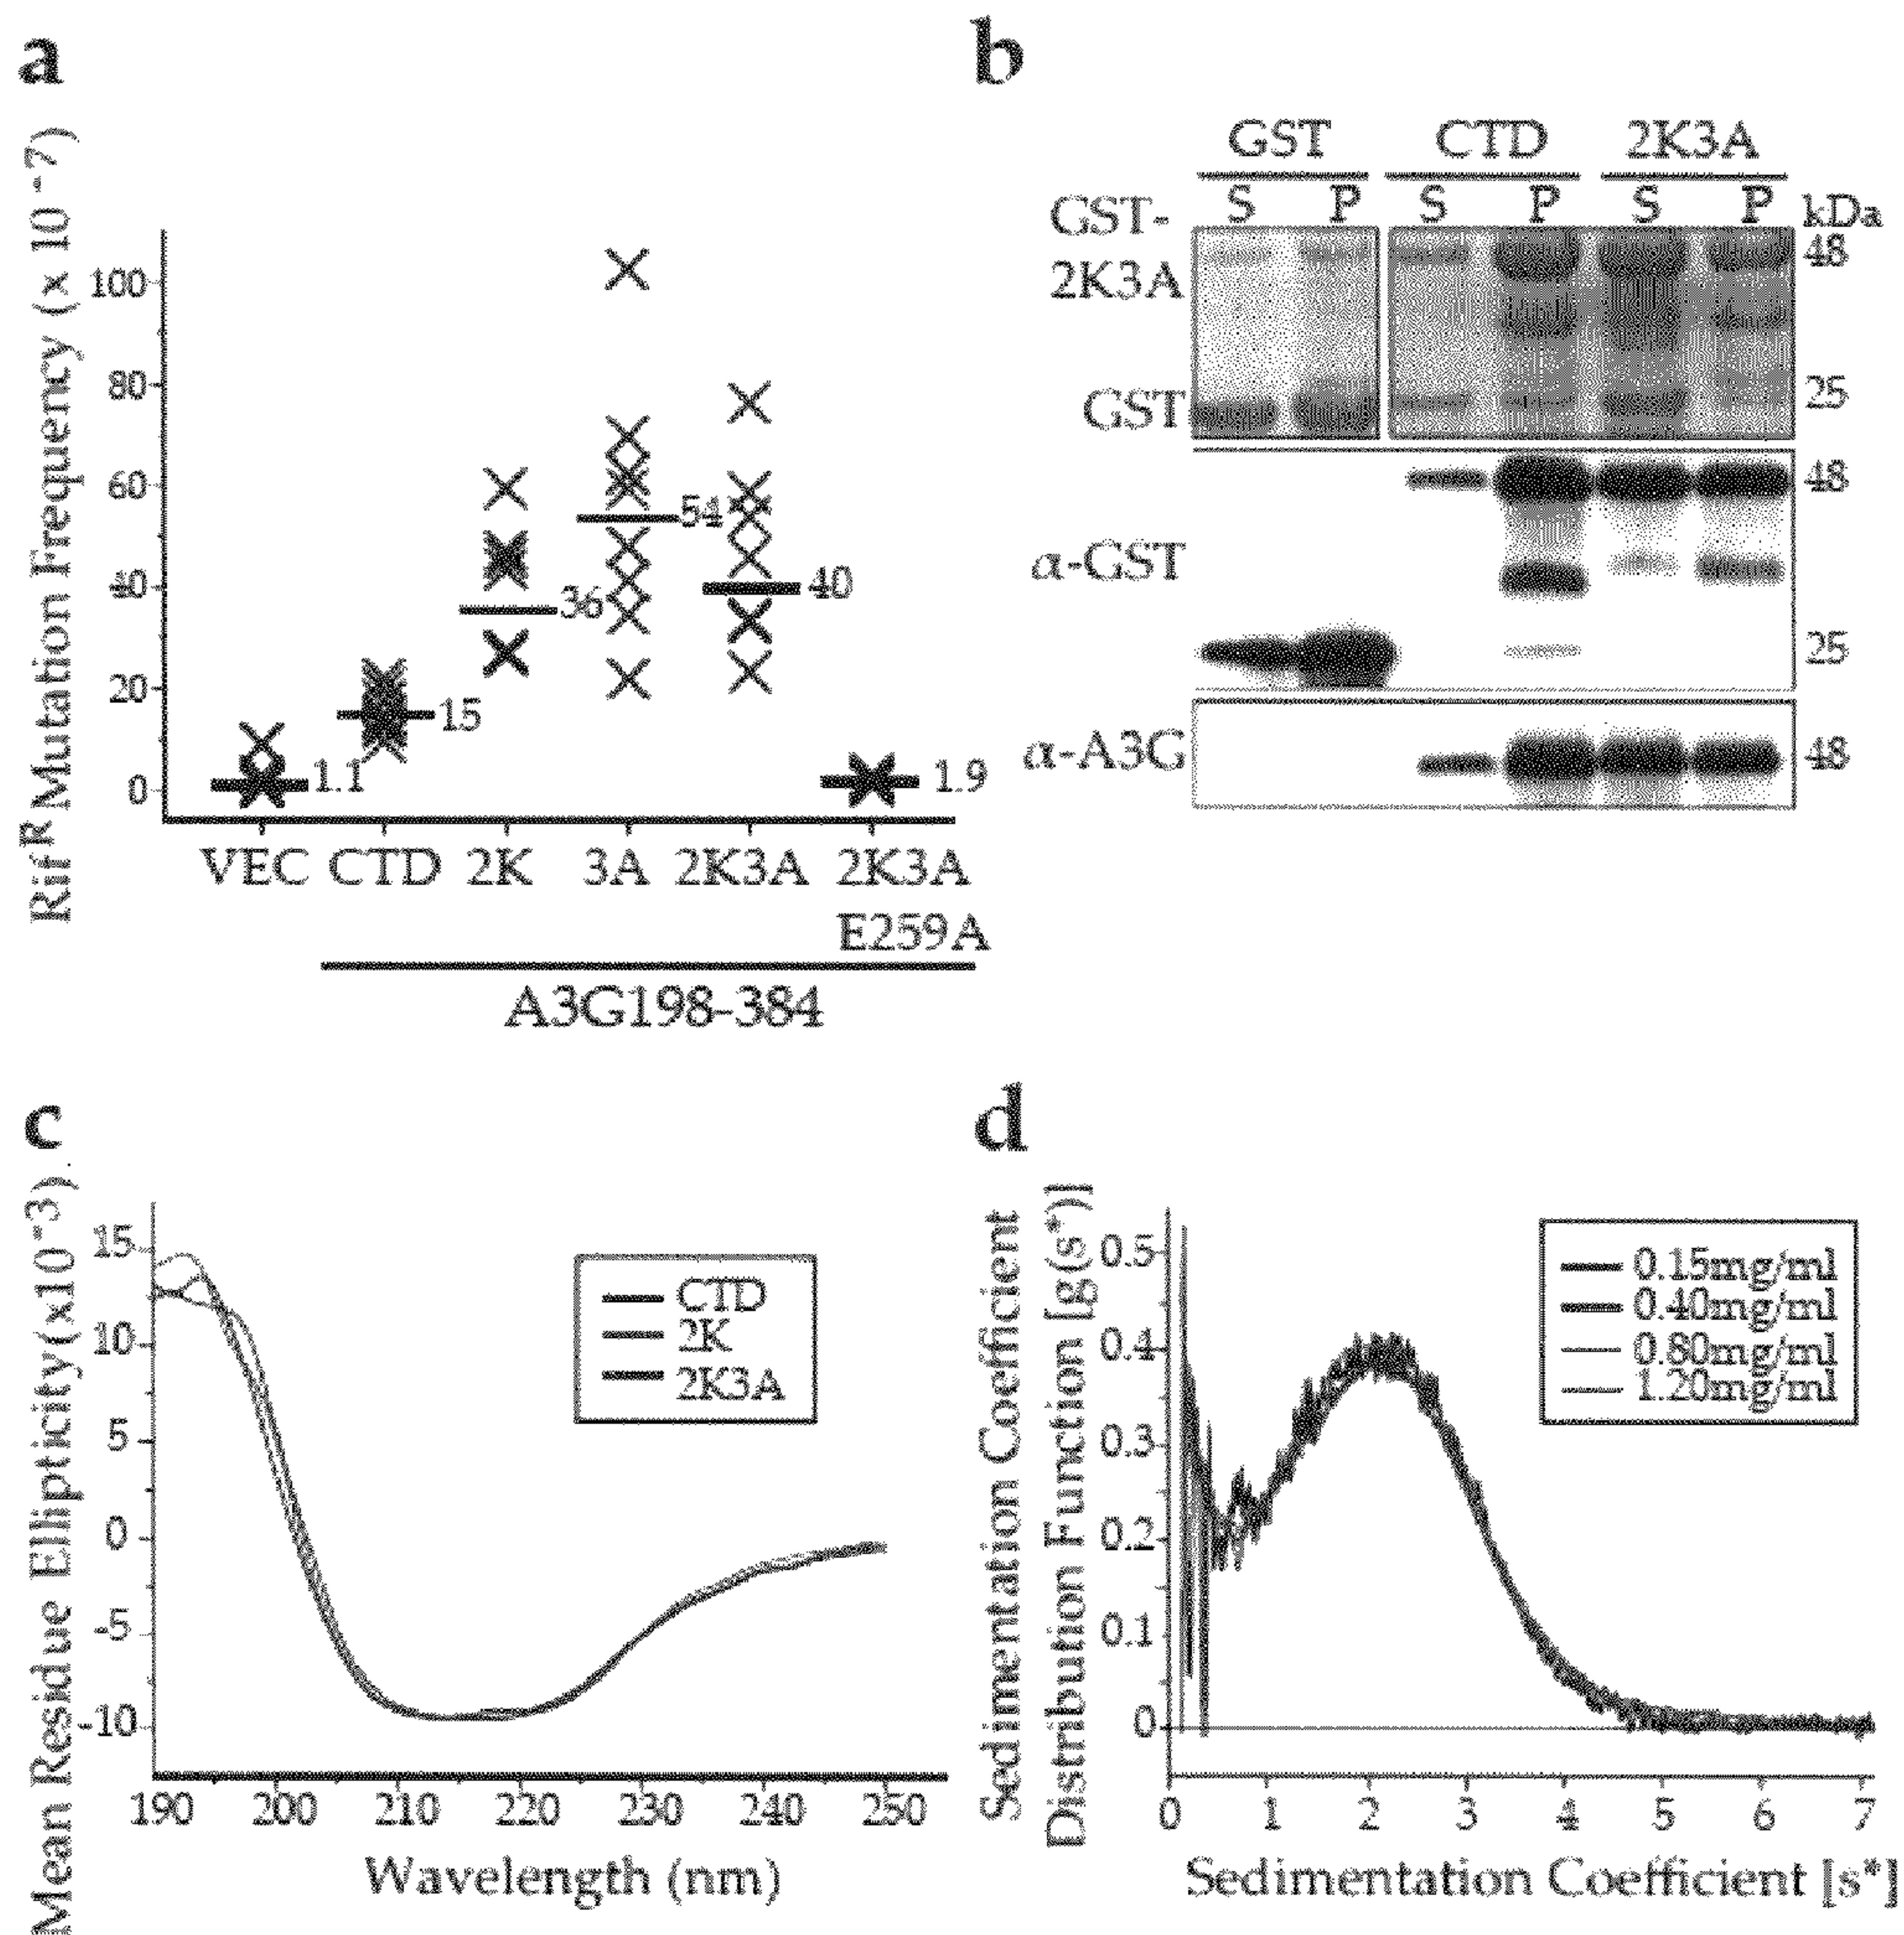 a
Rif^R Mutation Frequency (x 10^-7)
100
80
60
40
20
0
1.1
15
36
54
40
1.9
VEC CTD 2K 3A 2K3A 2K3A
E259A
A3G198-384
b
GST CTD 2K3A
S P S P S P kDa
GST-
2K3A
GST
48
25
α-GST
48
25
α-A3G
48
c
Mean Residue Ellipticity(x10^-3).
15
10
5
0
-5
-10
190 200 210 220 230 240 250
Wavelength (nm)
CTD
2K
2K3A
d
Sedimentation Coefficient
Distribution Function [g(s*)]
0.5
0.4
0.3
0.2
0.1
0
0 1 2 3 4 5 6 7
Sedimentation Coefficient [s*]
0.15mg/ml
0.40mg/ml
0.80mg/ml
1.20mg/ml